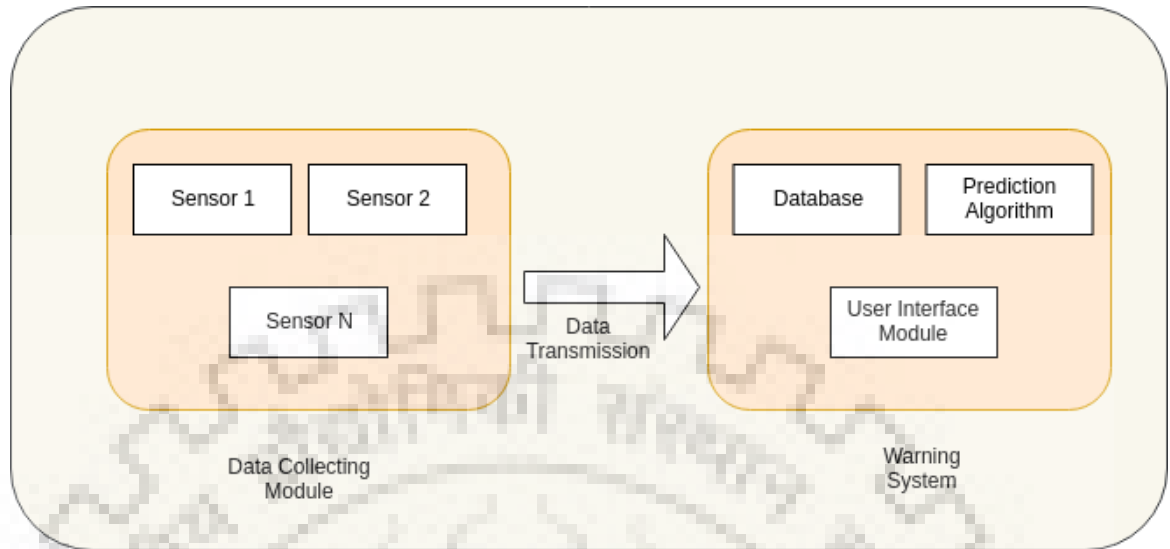 Sensor 1
Sensor 2
Sensor N
Data
Transmission
Database
Prediction
Algorithm
User Interface
Module
Data Collecting
Module
Warning
System